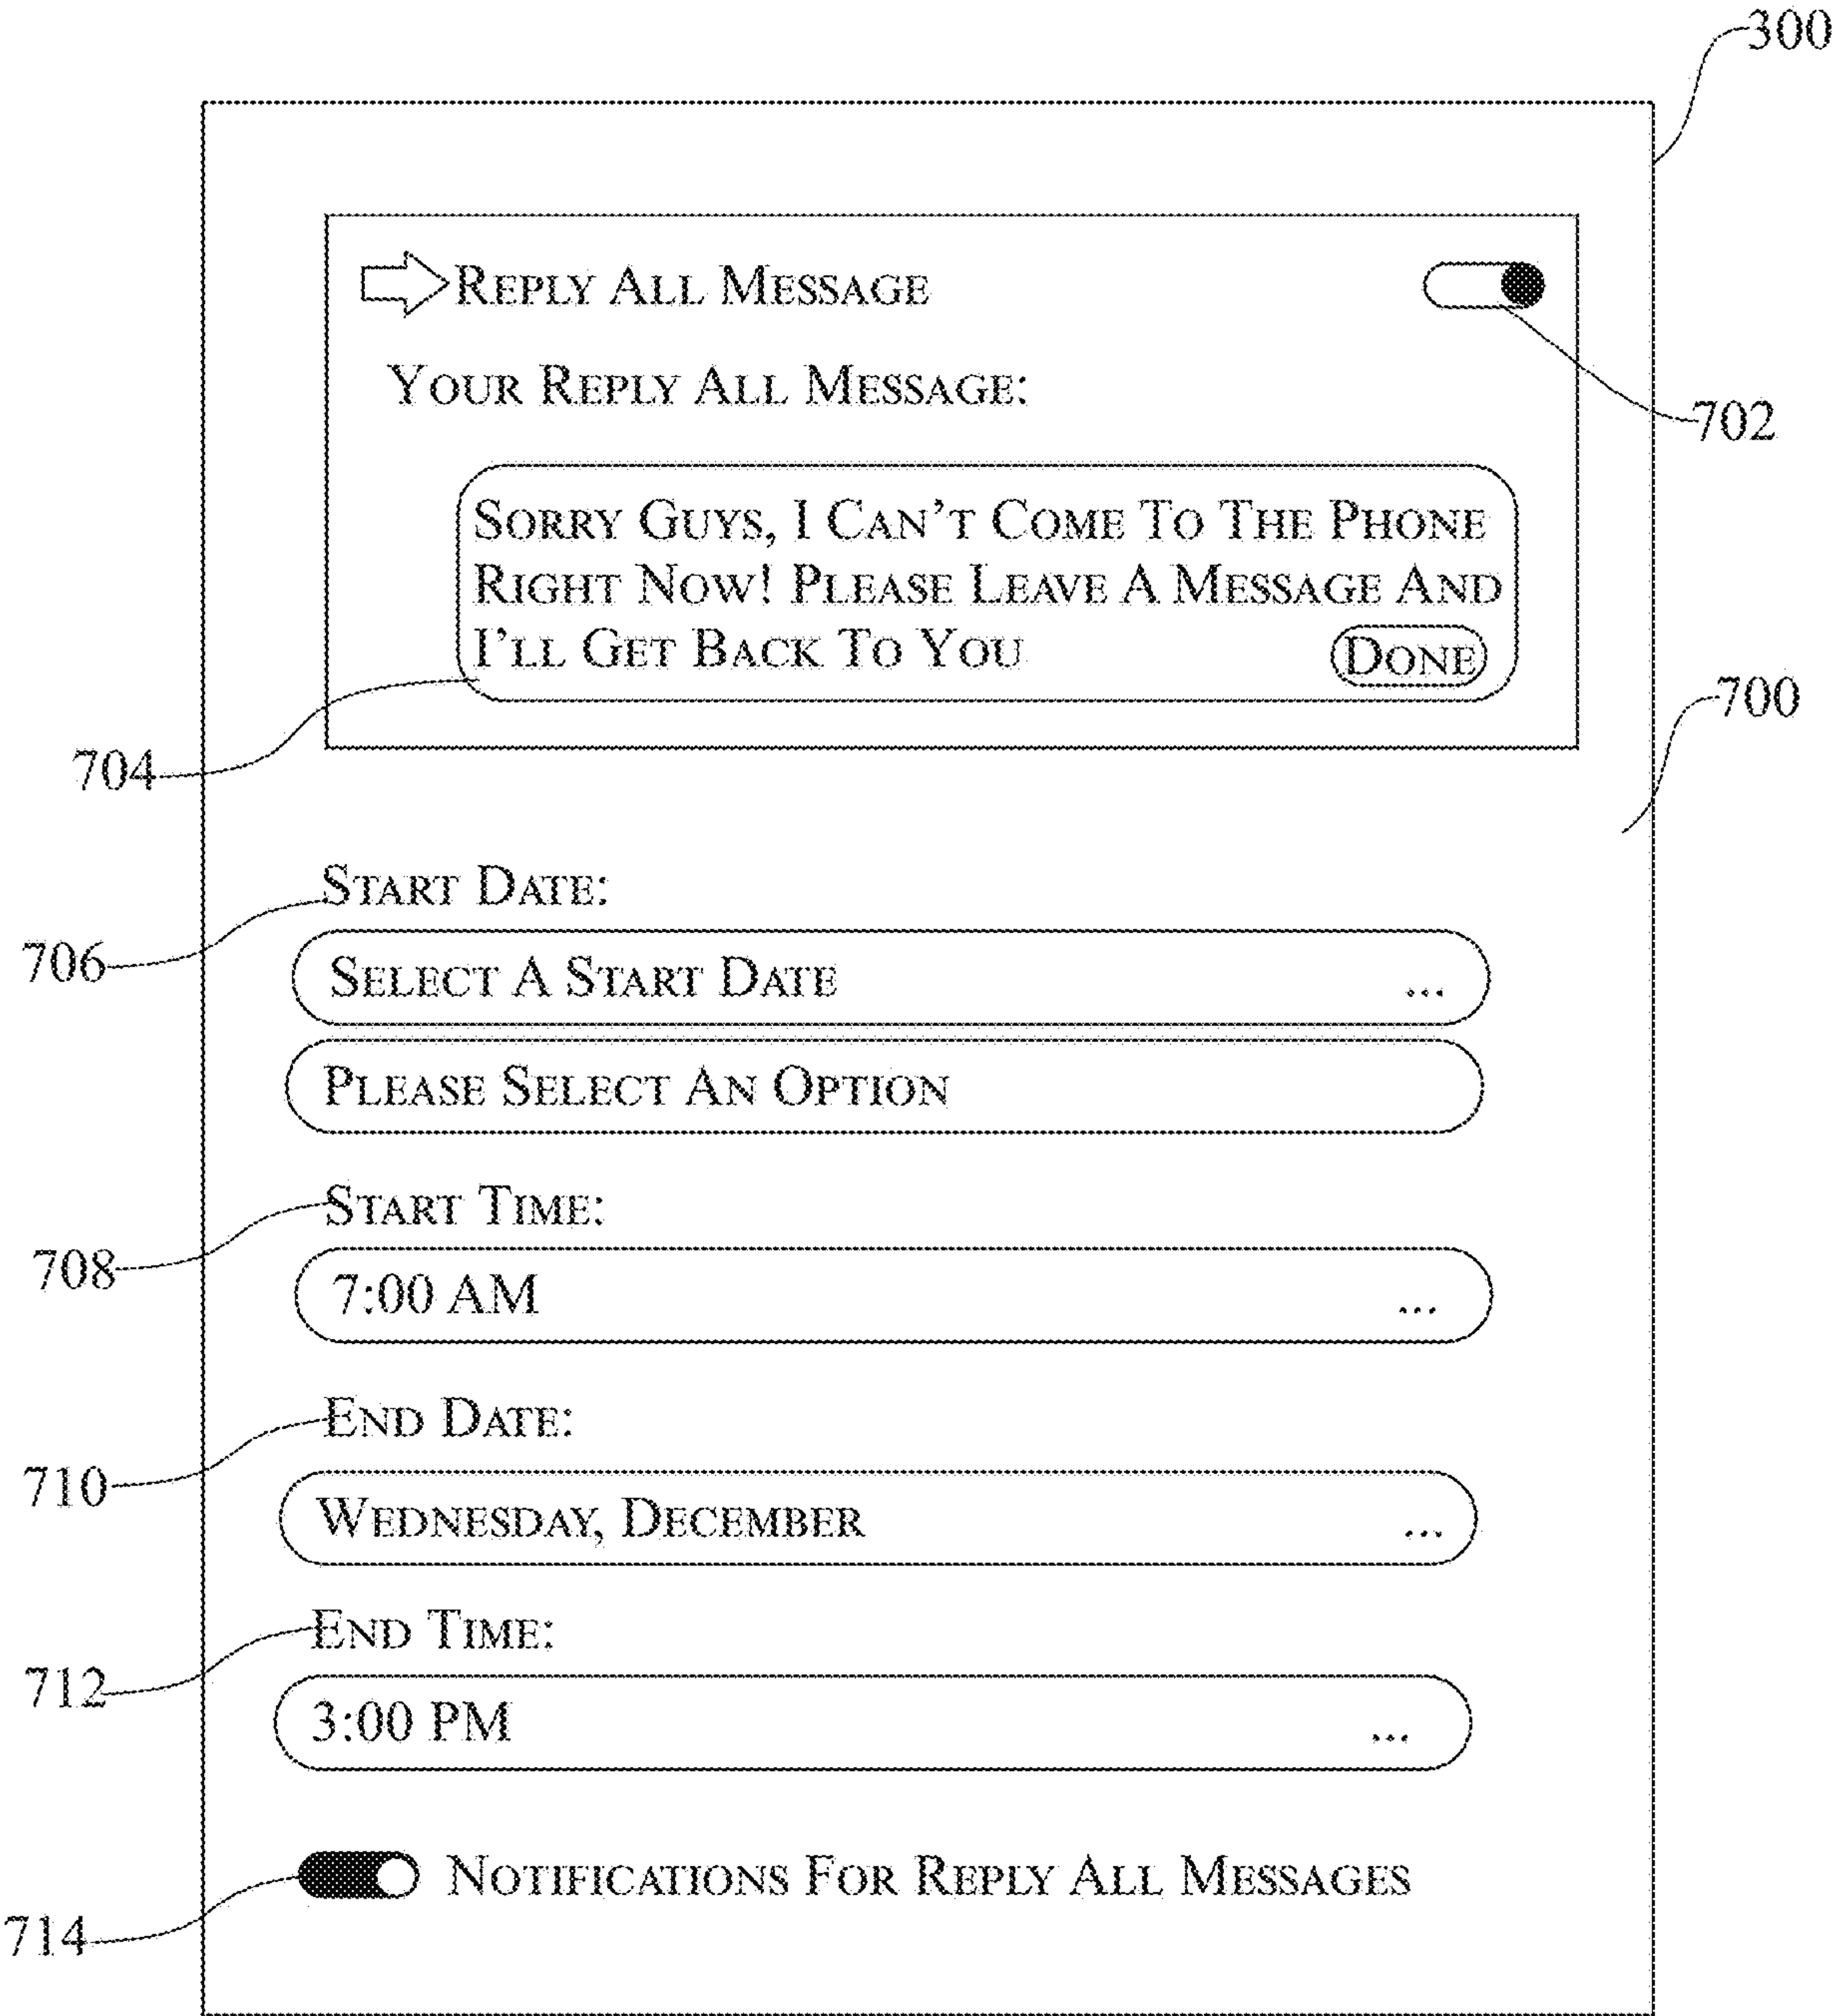 300
REPLY ALL MESSAGE
YOUR REPLY ALL MESSAGE:
702
SORRY GUYS, I CAN'T COME TO THE PHONE
RIGHT NOW! PLEASE LEAVE A MESSAGE AND
I'LL GET BACK TO YOU DONE
700
704
START DATE:
706
SELECT A START DATE ...
PLEASE SELECT AN OPTION
START TIME:
708
7:00 AM ...
END DATE:
710
WEDNESDAY, DECEMBER ...
END TIME:
712
3:00 PM ...
NOTIFICATIONS FOR REPLY ALL MESSAGES
714